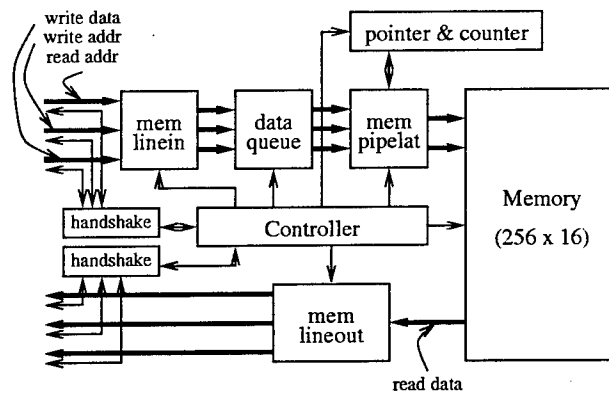 write data
write addr
read addr
pointer & counter
mem
linein
data
queue
mem
pipelat
Memory
(256 x 16)
handshake
Controller
handshake
mem
lineout
read data